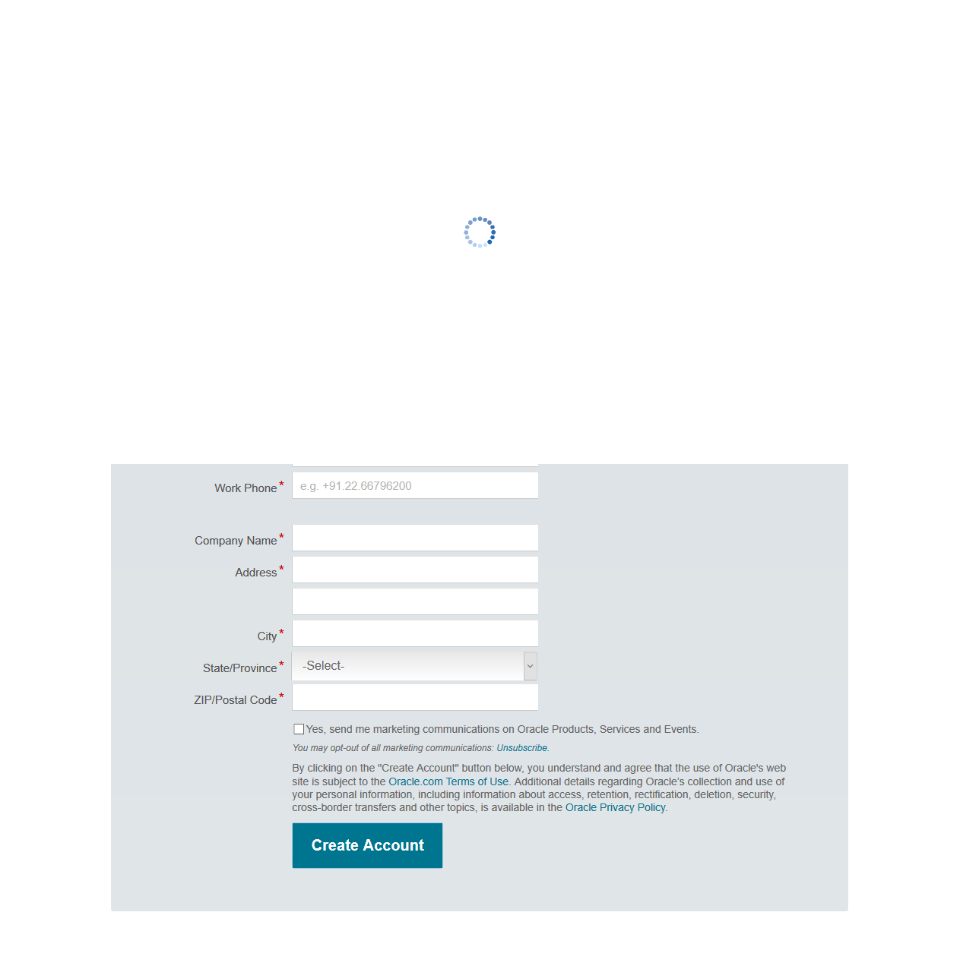 Work Phone *
e.g. +91.22.66796200
Company Name *
Address *
City *
State/Province *
-Select-
ZIP/Postal Code *
Yes, send me marketing communications on Oracle Products, Services and Events.
You may opt-out of all marketing communications: Unsubscribe.
By clicking on the "Create Account" button below, you understand and agree that the use of Oracle's web
site is subject to the Oracle.com Terms of Use. Additional details regarding Oracle's collection and use of
your personal information, including information about access, retention, rectification, deletion, security,
cross-border transfers and other topics, is available in the Oracle Privacy Policy.
Create Account